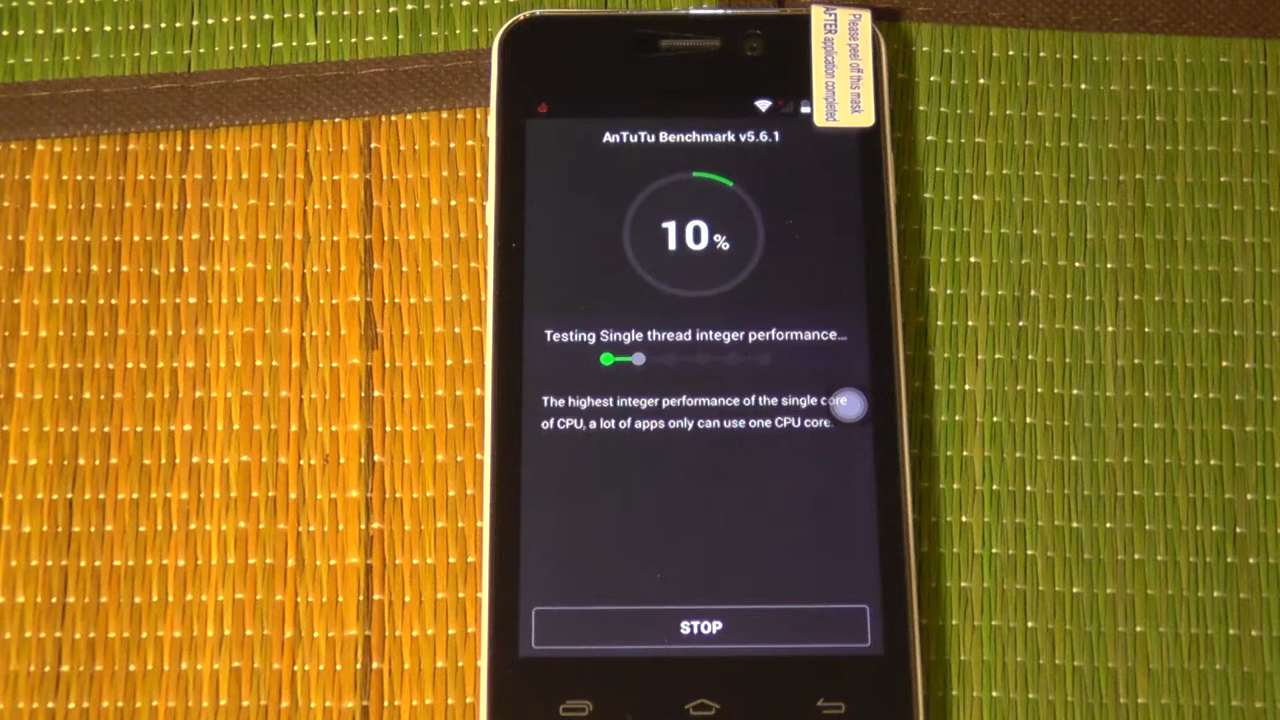 Please peel off this mask
AFTER application completed
AnTuTu Benchmark v5.6.1
10%
Testing Single thread integer performance...
The highest integer performance of the single core
of CPU, a lot of apps only can use one CPU core.
STOP